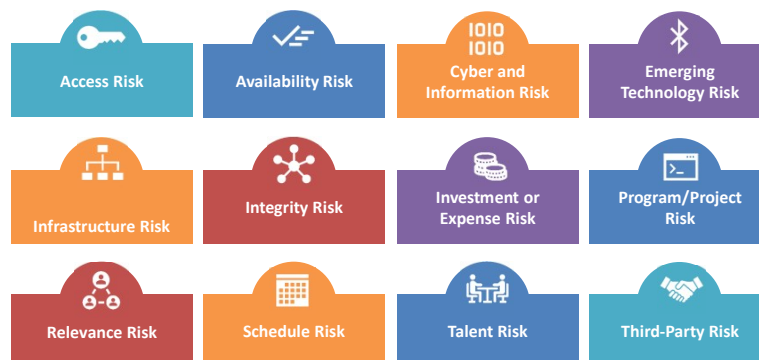 Access Risk
Availability Risk
1010
1010
Cyber and
Information Risk
Emerging
Technology Risk
Infrastructure Risk
Integrity Risk
Investment or
Expense Risk
>_
Program/Project
Risk
Relevance Risk
Schedule Risk
Talent Risk
Third-Party Risk